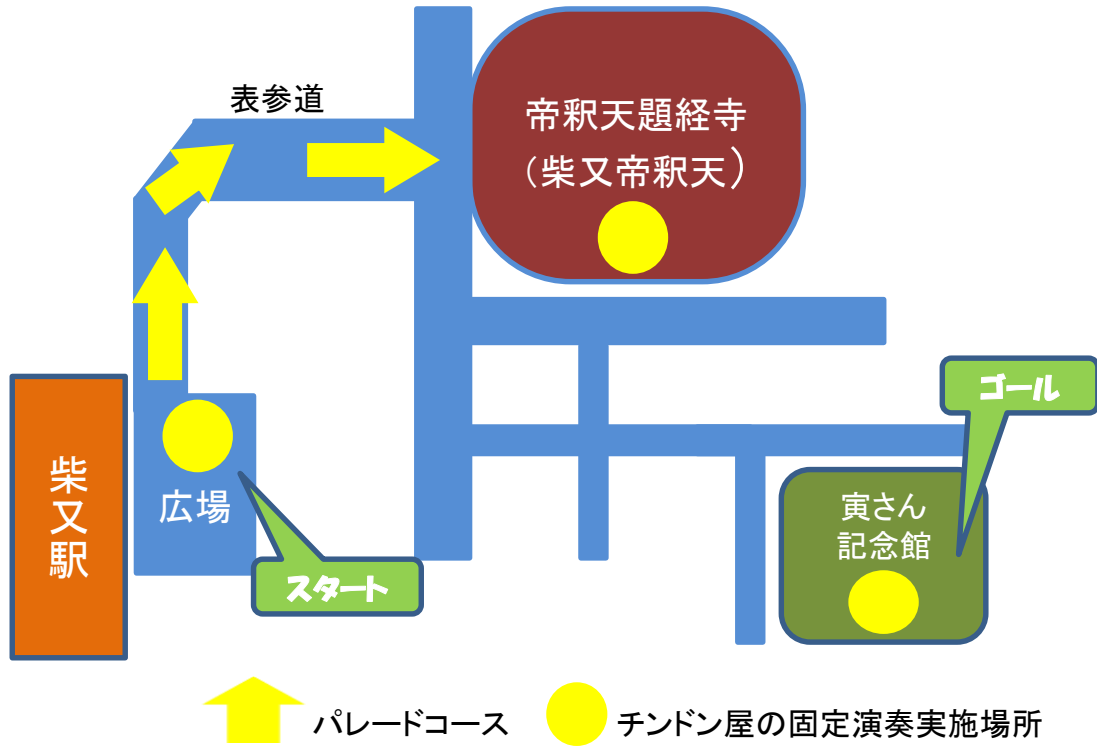 表参道
帝釈天題経寺
(柴又帝釈天)
ゴール
柴又駅
広場
寅さん
記念館
スタート
パレードコース
チンドン屋の固定演奏実施場所